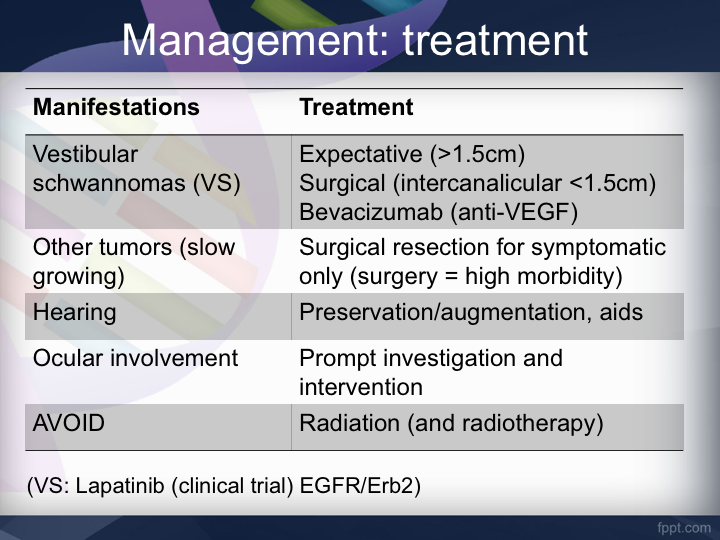 Management: treatment
Manifestations Treatment
Vestibular schwannomas (VS) Expectative (>1.5cm)
Surgical (intercanalicular <1.5cm)
Bevacizumab (anti-VEGF)
Other tumors (slow growing) Surgical resection for symptomatic
only (surgery = high morbidity)
Hearing Preservation/augmentation, aids
Ocular involvement Prompt investigation and
intervention
AVOID Radiation (and radiotherapy)
(VS: Lapatinib (clinical trial) EGFR/Erb2)
fppt.com